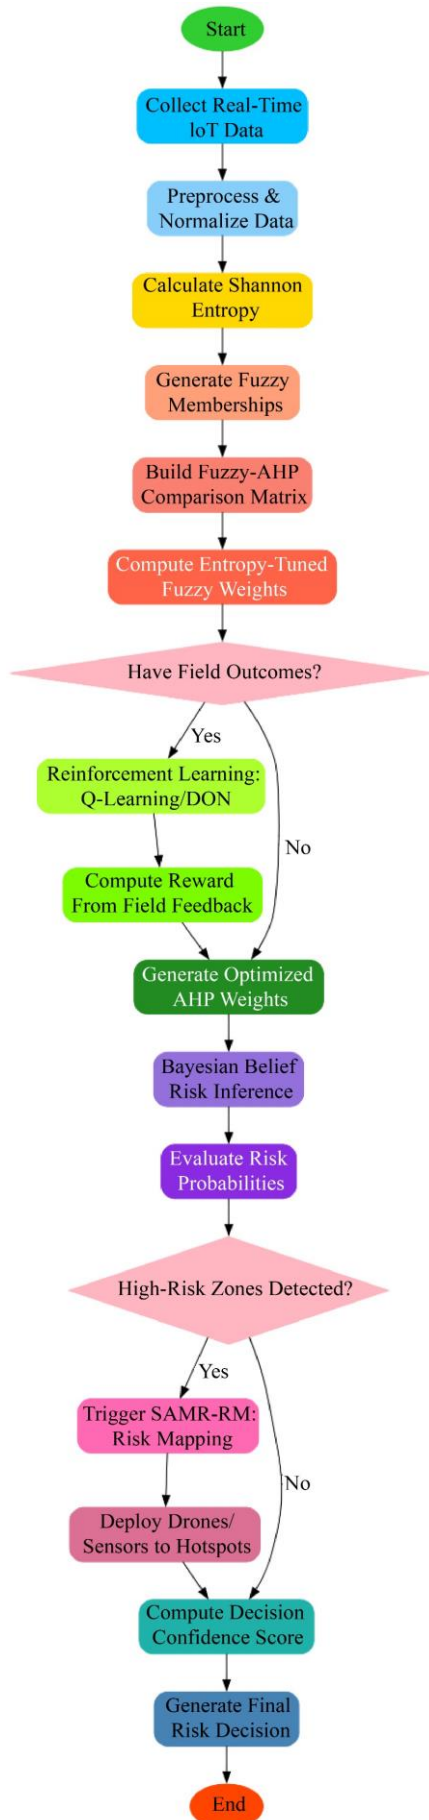 Start
Collect Real-Time
IoT Data
Preprocess &
Normalize Data
Calculate Shannon
Entropy
Generate Fuzzy
Memberships
Build Fuzzy-AHP
Comparison Matrix
Compute Entropy-Tuned
Fuzzy Weights
Have Field Outcomes?
Yes
Reinforcement Learning:
Q-Learning/DON
No
Compute Reward
From Field Feedback
Generate Optimized
AHP Weights
Bayesian Belief
Risk Inference
Evaluate Risk
Probabilities
High-Risk Zones Detected?
Yes
Trigger SAMR-RM:
Risk Mapping
No
Deploy Drones/
Sensors to Hotspots
Compute Decision
Confidence Score
Generate Final
Risk Decision
End